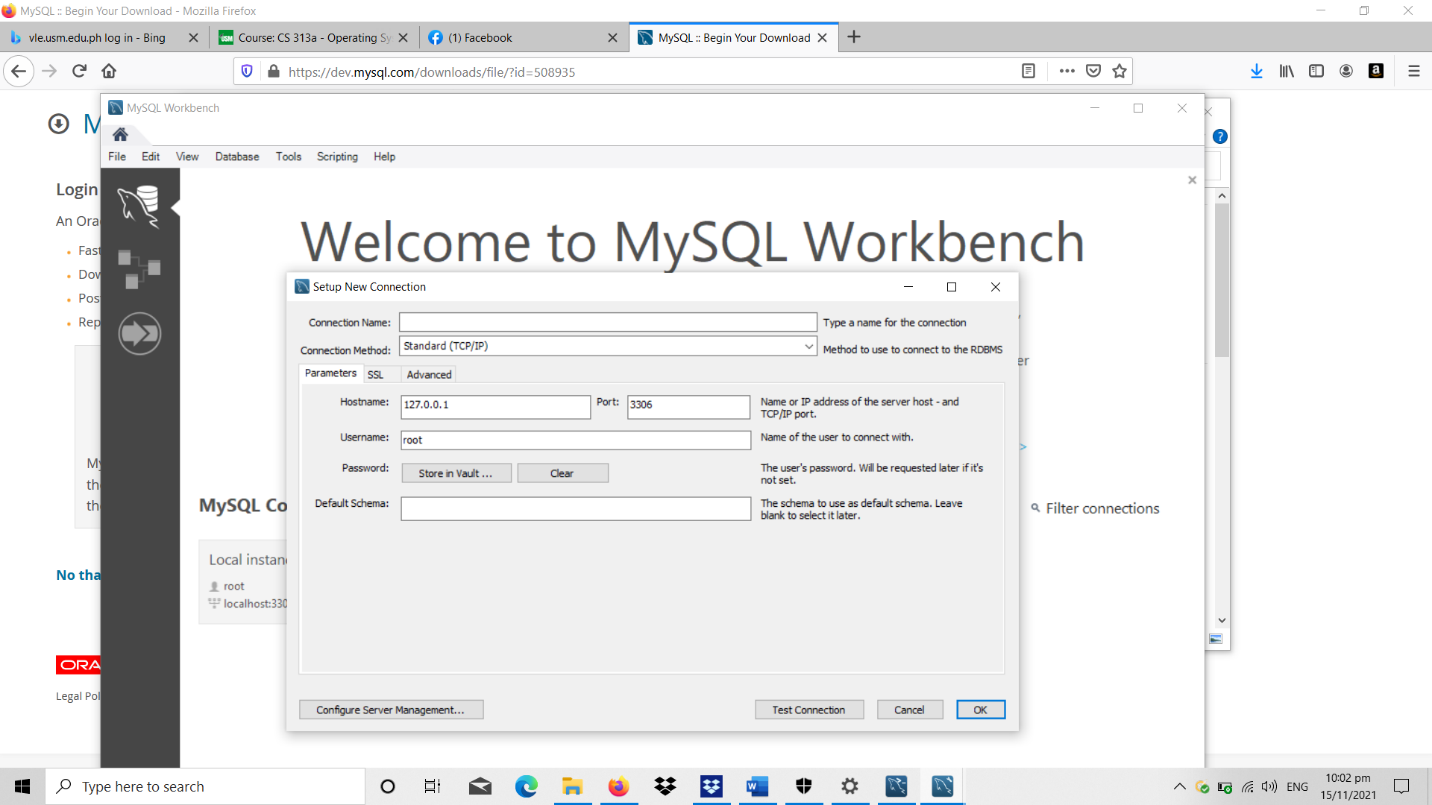 MySQL :: Begin Your Download - Mozilla Firefox
vle.usm.edu.ph log in - Bing
USM
Course: CS 313a - Operating Sy
(1) Facebook
MySQL :: Begin Your Download
https://dev.mysql.com/downloads/file/?id=508935
M
MySQL Workbench
File Edit View Database Tools Scripting Help
Login
An Ora
Fast
Dow
Pos
Rep
Welcome to MySQL Workbench
Setup New Connection
Connection Name:
Type a name for the connection
Connection Method:
Standard (TCP/IP)
Method to use to connect to the RDBMS
er
Parameters SSL Advanced
Hostname:
127.0.0.1
Port:
3306
Name or IP address of the server host - and
TCP/IP port.
Username:
root
Name of the user to connect with.
>
Password:
Store in Vault ...
Clear
The user's password. Will be requested later if it's
not set.
My
the
the
Default Schema:
The schema to use as default schema. Leave
blank to select it later.
MySQL Co
Filter connections
Local instan
root
localhost:330
No tha
ORA
Legal Pol
Configure Server Management...
Test Connection
Cancel
OK
Type here to search
ENG
10:02 pm
15/11/2021